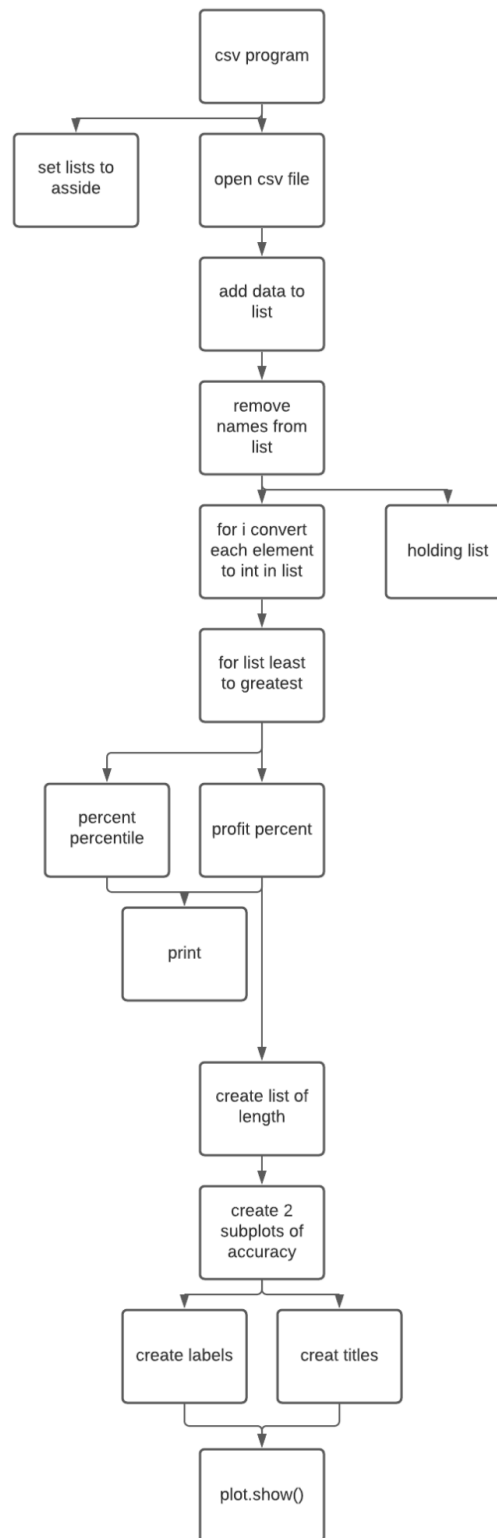 csv program
set lists to
asside
open csv file
add data to
list
remove
names from
list
for i convert
each element
to int in list
holding list
for list least
to greatest
percent
percentile
profit percent
print
create list of
length
create 2
subplots of
accuracy
create labels
creat titles
plot.show()